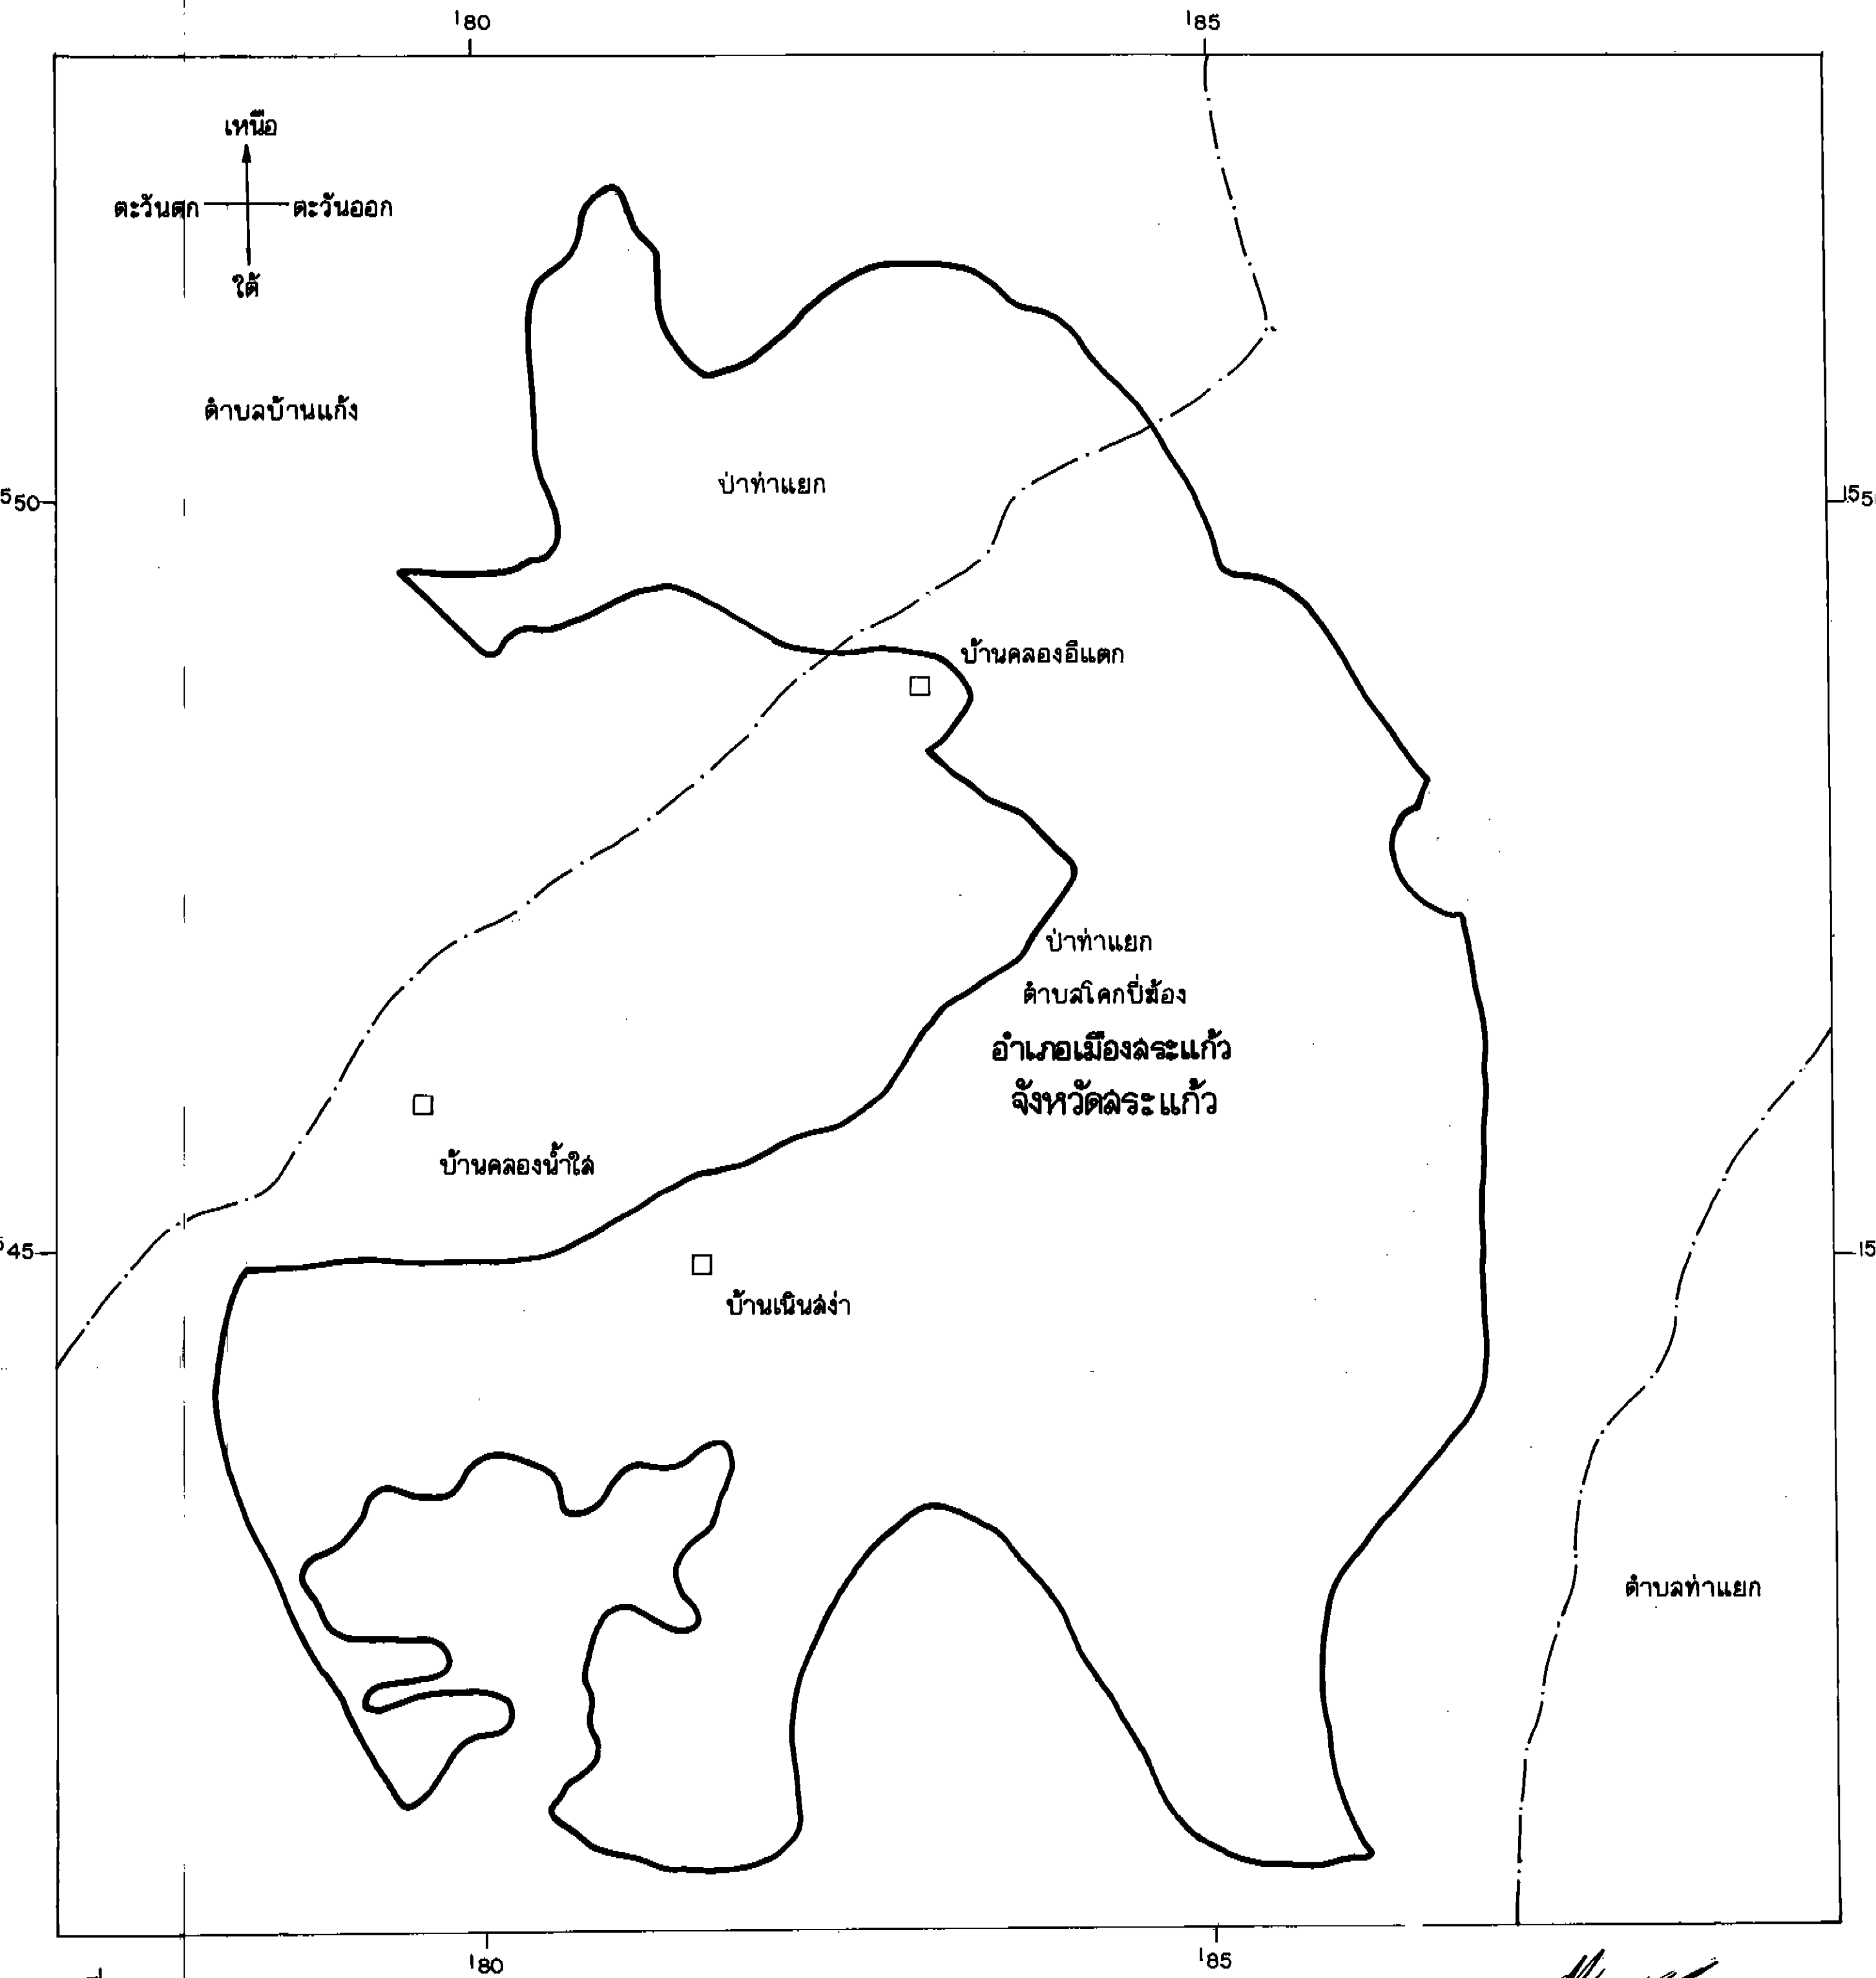 180
185
เหนือ
ตะวันตก
ตะวันออก
ใต้
ตำบลบ้านแก้ง
ป่าท่าแยก
550
155
บ้านคลองอีแตก
ป่าท่าแยก
ตำบลโคกปี่ฆ้อง
อำเภอเมืองสระแก้ว
จังหวัดสระแก้ว
บ้านคลองน้ำใส
45
15
บ้านเนินสง่า
ตำบลท่าแยก
180
185